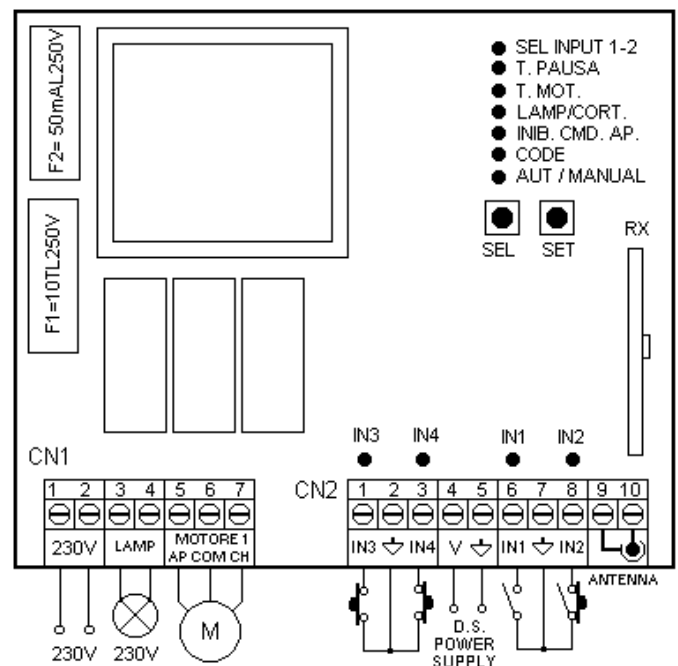 F2= 50mAL250V
F1=10TL250V
SEL INPUT 1-2
T. PAUSA
T. MOT.
LAMP/CORT.
INIB. CMD. AP.
CODE
AUT / MANUAL
SEL SET
RX
IN3 IN4 IN1 IN2
CN1
1 2 3 4 5 6 7
230V LAMP MOTORE 1
AP COM CH
M
230V 230V
CN2
1 2 3 4 5 6 7 8 9 10
IN3 IN4 V IN1 IN2
ANTENNA
D.S.
POWER
SUPPLY